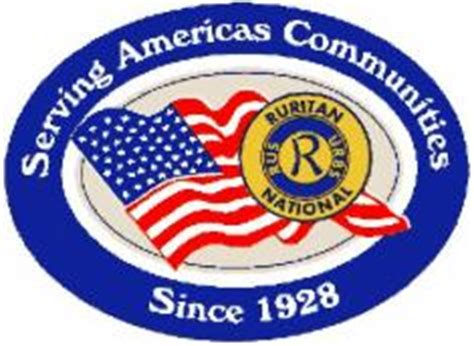 Serving Americas Communities
RURITAN
RUS R URBS
NATIONAL
Since 1928